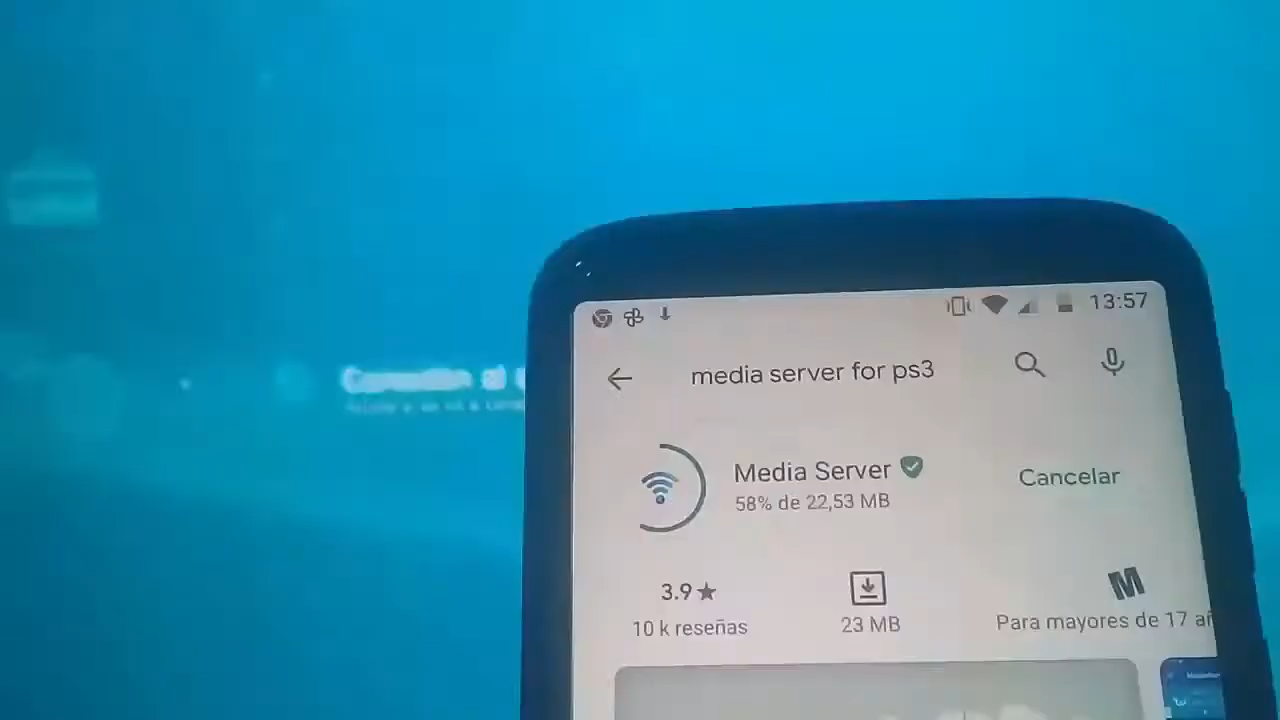 13:57
media server for ps3
Media Server
Cancelar
58% de 22,53 MB
3.9★
10 k reseñas
23 MB
Para mayores de 17 añ